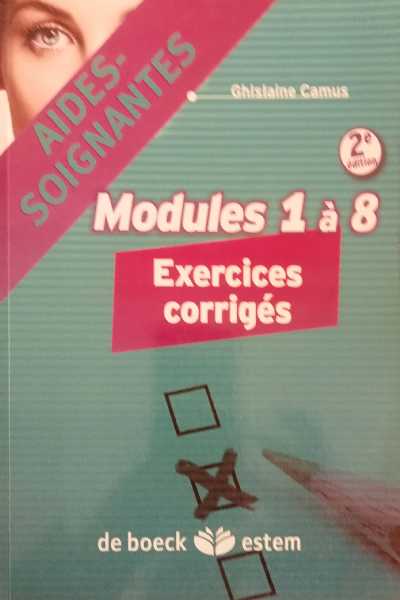 AIDES-
SOIGNANTES
Ghislaine Camus
2e
édition
Modules 1 à 8
Exercices
corrigés
de boeck estem